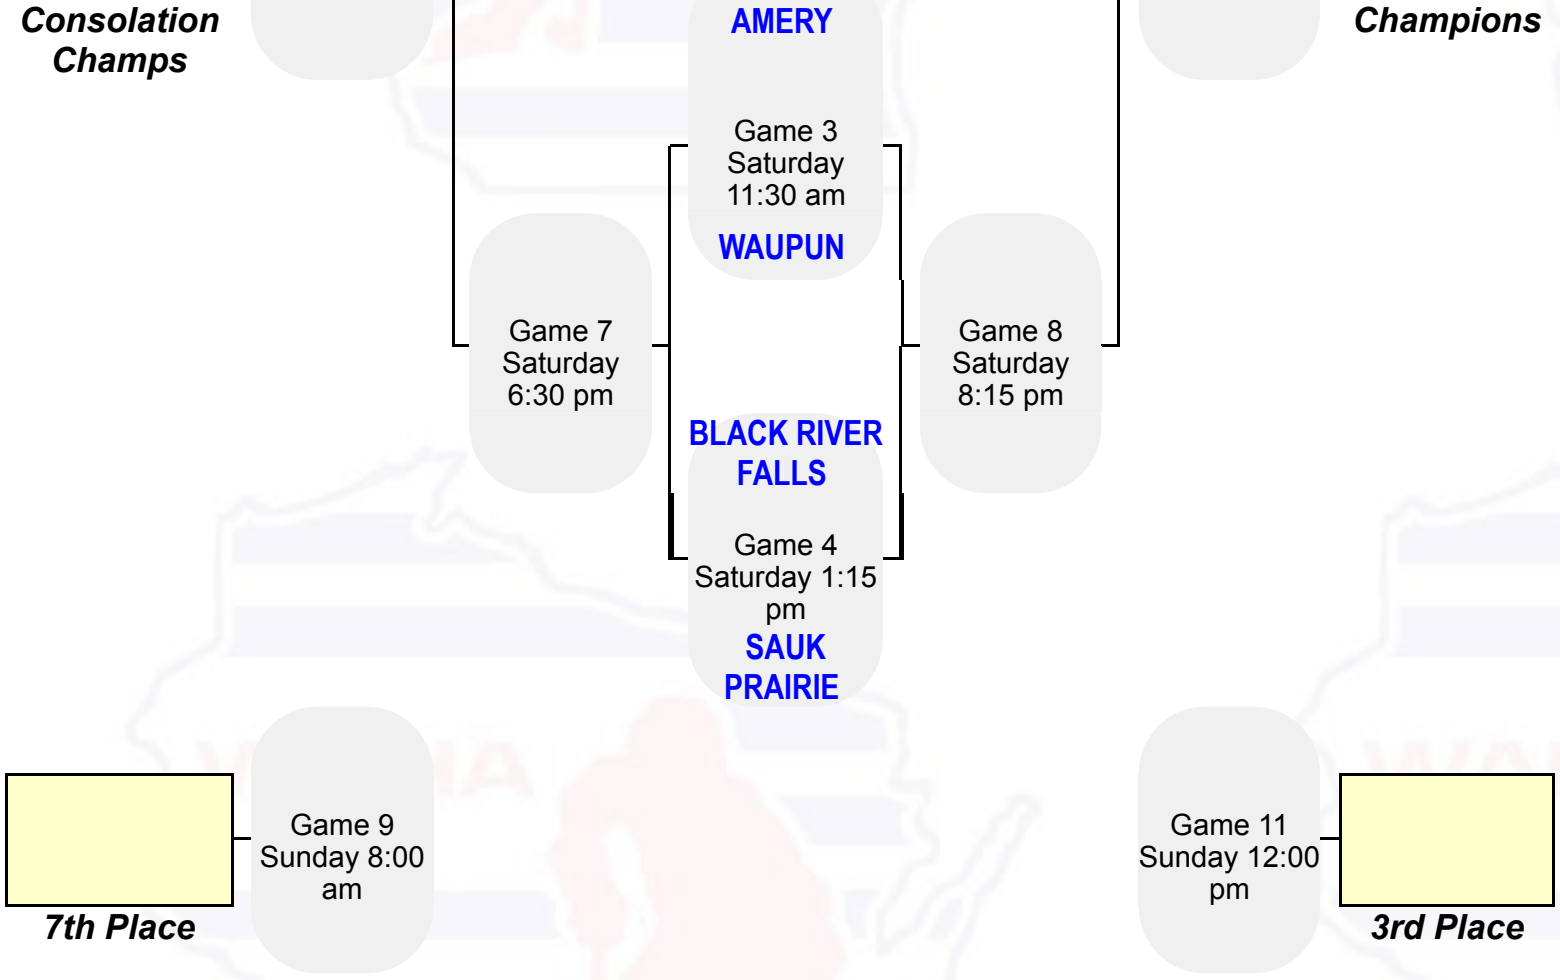 Consolation
Champs
AMERY
Champions
Game 3
Saturday
11:30 am
WAUPUN
Game 7
Saturday
6:30 pm
Game 8
Saturday
8:15 pm
BLACK RIVER
FALLS
Game 4
Saturday 1:15
pm
SAUK
PRAIRIE
Game 9
Sunday 8:00
am
7th Place
Game 11
Sunday 12:00
pm
3rd Place